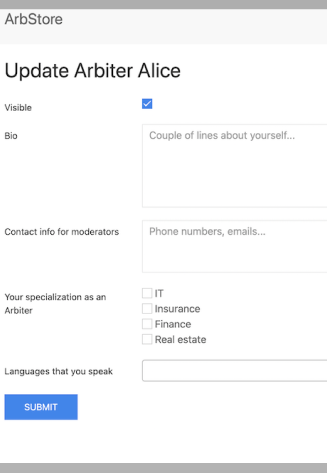 ArbStore
Update Arbiter Alice
Visible
Bio
Couple of lines about yourself...
Contact info for moderators
Phone numbers, emails...
Your specialization as an
Arbiter
IT
Insurance
Finance
Real estate
Languages that you speak
SUBMIT